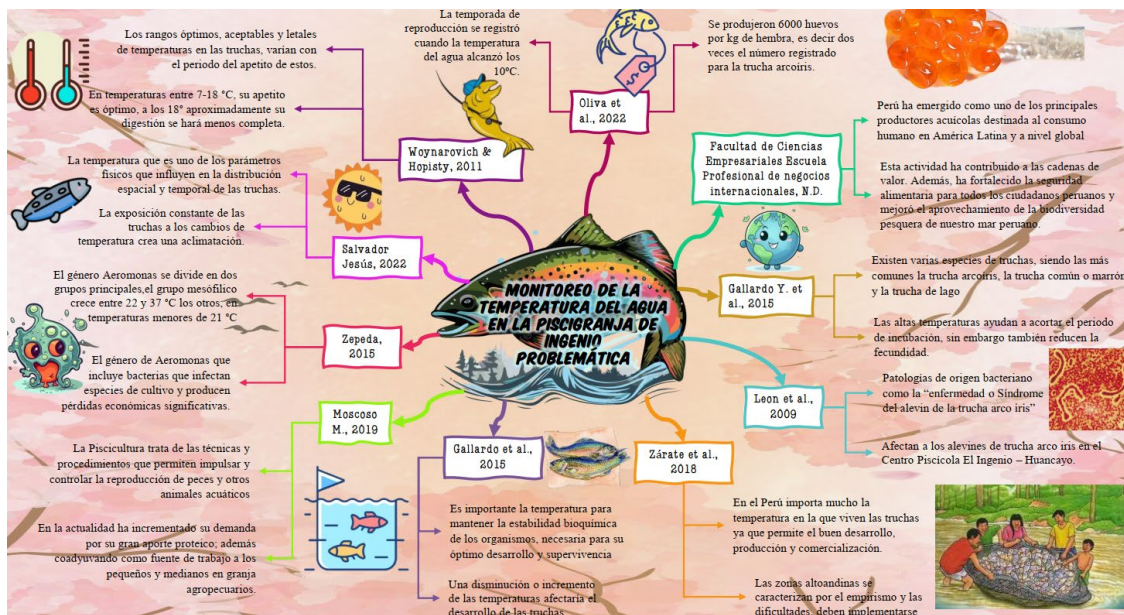 La temporada de
reproducción se registró
cuando la temperatura
del agua alcanzó los
10ºC.
Se produjeron 6000 huevos
por kg de hembra, es decir dos
veces el número registrado
para la trucha arcoíris.
Oliva et
al., 2022
Los rangos óptimos, aceptables y letales
de temperaturas en las truchas, varían con
el periodo del apetito de estos.
En temperaturas entre 7-18 °C, su apetito
es óptimo, a los 18º aproximadamente su
digestión se hará menos completa.
Woynarovich &
Hopisty, 2011
La temperatura que es uno de los parámetros
físicos que influyen en la distribución
espacial y temporal de las truchas.
La exposición constante de las
truchas a los cambios de
temperatura crea una aclimatación.
Salvador
Jesús, 2022
El género Aeromonas se divide en dos
grupos principales,el grupo mesófílico
crece entre 22 y 37 °C los otros, en
temperaturas menores de 21 °C
El género de Aeromonas que
incluye bacterias que infectan
especies de cultivo y producen
pérdidas económicas significativas.
Zepeda,
2015
MONITOREO DE LA
TEMPERATURA DEL AGUA
EN LA PISCIGRANJA DE
INGENIO
PROBLEMÁTICA
Facultad de Ciencias
Empresariales Escuela
Profesional de negocios
internacionales, N.D.
Perú ha emergido como uno de los principales
productores acuícolas destinada al consumo
humano en América Latina y a nivel global
Esta actividad ha contribuido a las cadenas de
valor. Además, ha fortalecido la seguridad
alimentaria para todos los ciudadanos peruanos y
mejoró el aprovechamiento de la biodiversidad
pesquera de nuestro mar peruano.
Gallardo Y. et
al., 2015
Existen varias especies de truchas, siendo las más
comunes la trucha arcoíris, la trucha común o marrón
y la trucha de lago
Las altas temperaturas ayudan a acortar el periodo
de incubación, sin embargo también reducen la
fecundidad.
Leon et al.,
2009
Patologías de origen bacteriano
como la “enfermedad o Síndrome
del alevin de la trucha arco iris”
Afectan a los alevines de trucha arco iris en el
Centro Piscícola El Ingenio – Huancayo.
Moscoso
M., 2019
La Piscicultura trata de las técnicas y
procedimientos que permiten impulsar y
controlar la reproducción de peces y otros
animales acuáticos
En la actualidad ha incrementado su demanda
por su gran aporte proteico; además
coadyuvando como fuente de trabajo a los
pequeños y medianos en granja
agropecuarios.
Gallardo et al.,
2015
Es importante la temperatura para
mantener la estabilidad bioquímica
de los organismos, necesaria para su
óptimo desarrollo y supervivencia
Una disminución o incremento
de las temperaturas afectaría el
desarrollo de las truchas.
Zárate et al.,
2018
En el Perú importa mucho la
temperatura en la que viven las truchas
ya que permite el buen desarrollo,
producción y comercialización.
Las zonas altoandinas se
caracterizan por el empirismo y las
dificultades, deben implementarse